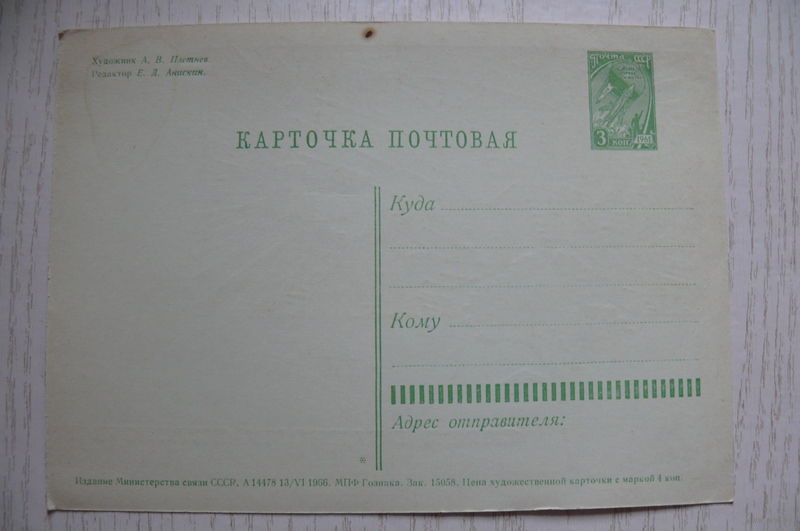 Художник А. В. Плетнев.
Редактор Е. Д. Анискин.
Почта СССР
3 коп. 1961
КАРТОЧКА ПОЧТОВАЯ
Куда
Кому
Адрес отправителя:
Издание Министерства связи СССР. А 14478 13/VI 1966. МПФ Гознака. Зак. 15058. Цена художественной карточки с маркой 4 коп.